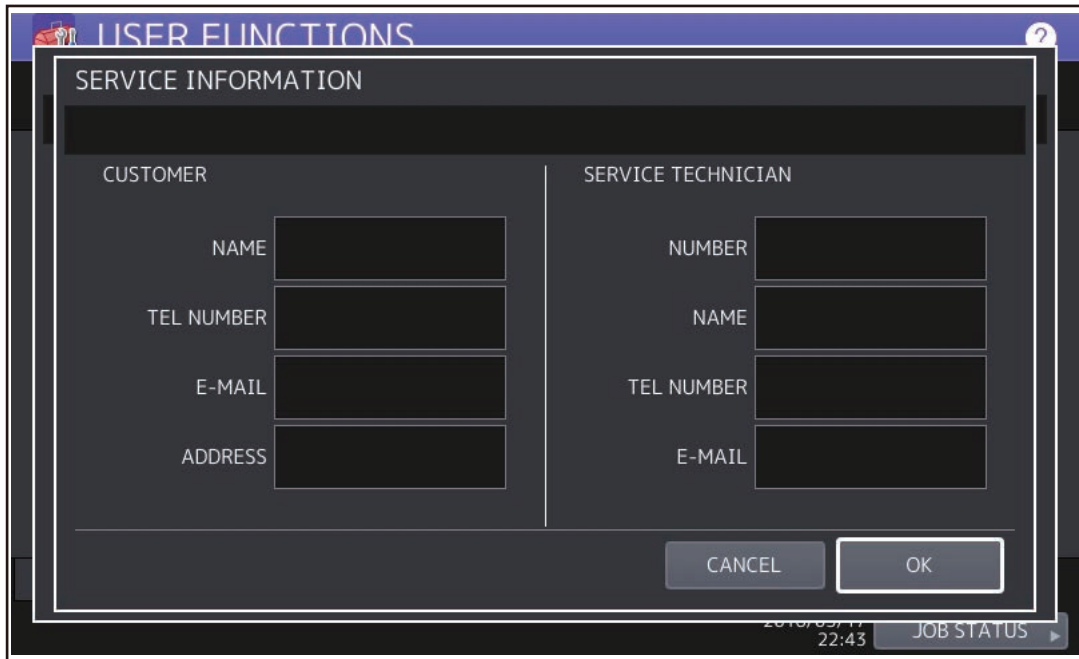 USER FUNCTIONS
?
SERVICE INFORMATION
CUSTOMER
NAME
TEL NUMBER
E-MAIL
ADDRESS
SERVICE TECHNICIAN
NUMBER
NAME
TEL NUMBER
E-MAIL
CANCEL
OK
22:43
JOB STATUS